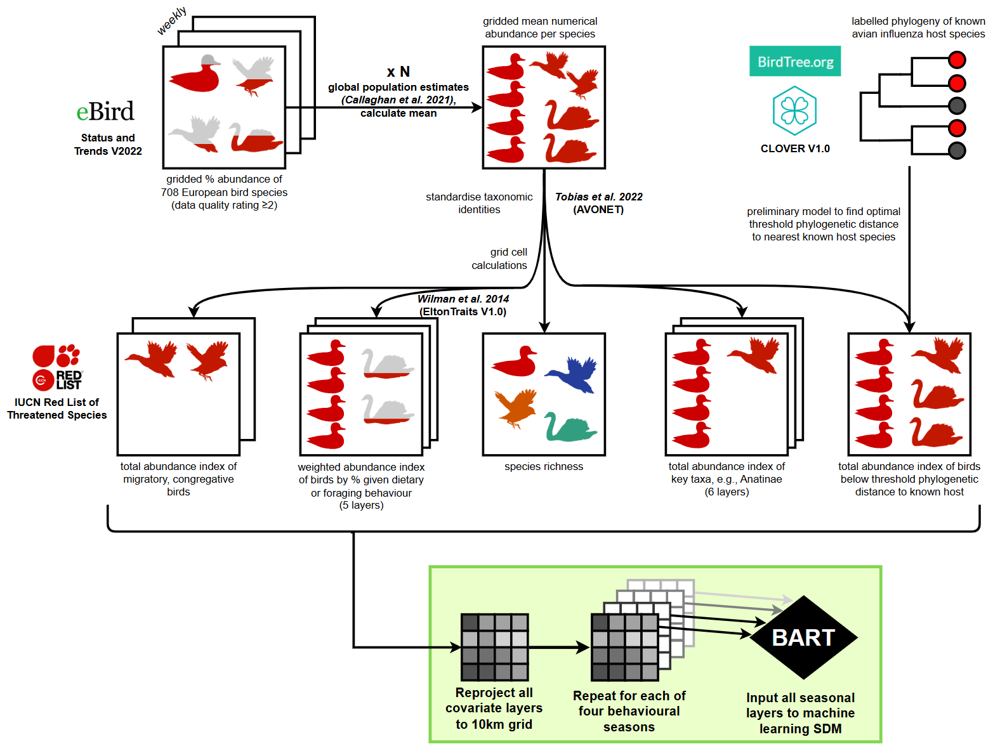 weekly
gridded mean numerical
abundance per species
labelled phylogeny of known
avian influenza host species
BirdTree.org
x N
global population estimates
(Callaghan et al. 2021),
calculate mean
eBird
Status and
Trends V2022
CLOVER V1.0
gridded % abundance of
708 European bird species
(data quality rating ≥2)
standardise taxonomic
identities
Tobias et al. 2022
(AVONET)
preliminary model to find optimal
threshold phylogenetic distance
to nearest known host species
grid cell
calculations
Wilman et al. 2014
(EltonTraits V1.0)
IUCN
RED
LIST
IUCN Red List of
Threatened Species
total abundance index of
migratory, congregative
birds
weighted abundance index
of birds by % given dietary
or foraging behaviour
(5 layers)
species richness
total abundance index of
key taxa, e.g., Anatinae
(6 layers)
total abundance index of birds
below threshold phylogenetic
distance to known host
BART
Reproject all
covariate layers
to 10km grid
Repeat for each of
four behavioural
seasons
Input all seasonal
layers to machine
learning SDM